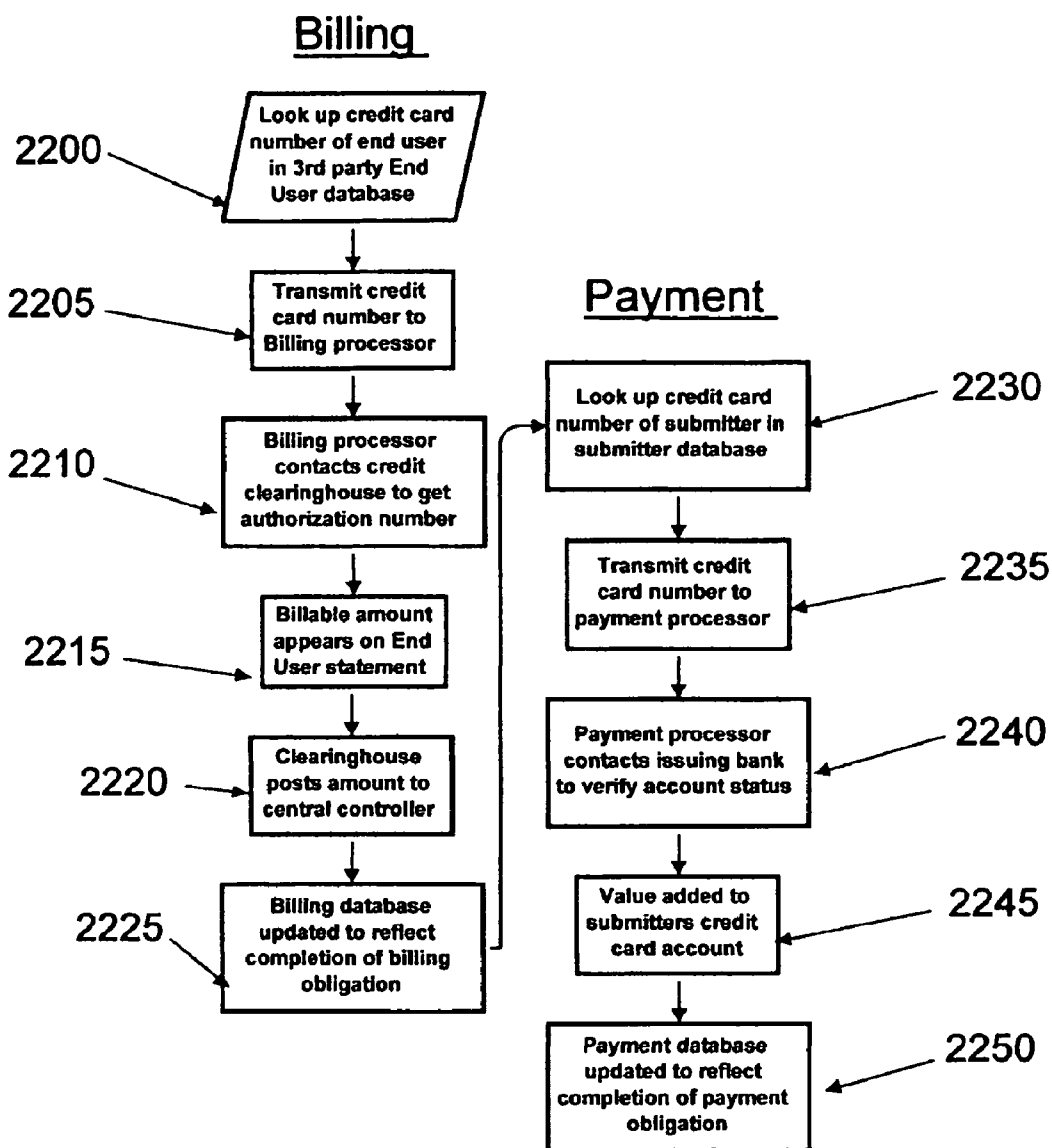 Billing
2200
Look up credit card
number of end user
in 3rd party End
User database
2205
Transmit credit
card number to
Billing processor
2210
Billing processor
contacts credit
clearinghouse to get
authorization number
2215
Billable amount
appears on End
User statement
2220
Clearinghouse
posts amount to
central controller
2225
Billing database
updated to reflect
completion of billing
obligation
Payment
Look up credit card
number of submitter in
submitter database
2230
Transmit credit
card number to
payment processor
2235
Payment processor
contacts issuing bank
to verify account status
2240
Value added to
submitters credit
card account
2245
Payment database
updated to reflect
completion of payment
obligation
2250